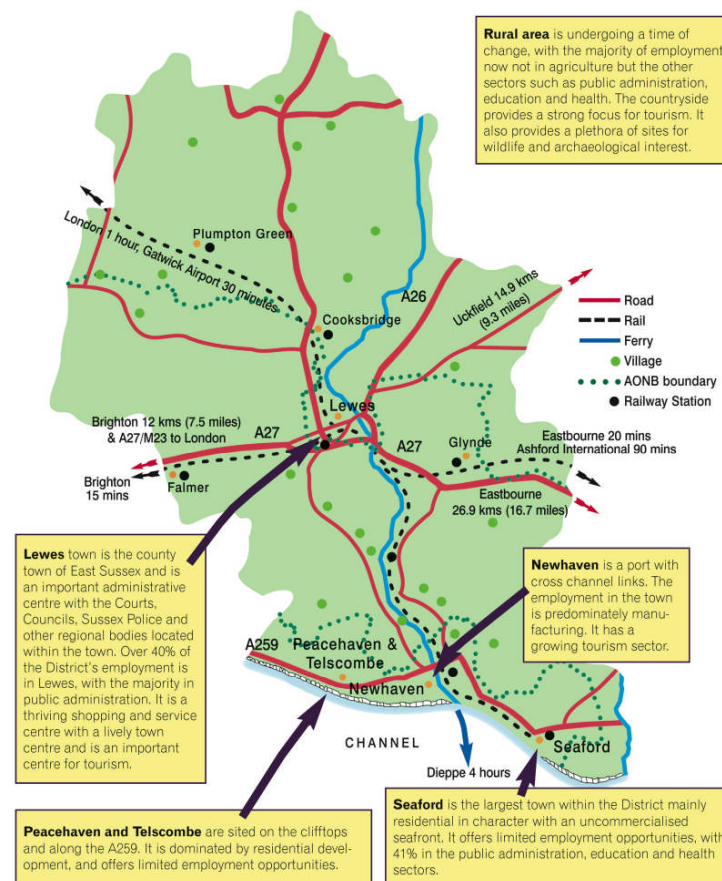 Rural area is undergoing a time of
change, with the majority of employment
now not in agriculture but the other
sectors such as public administration,
education and health. The countryside
provides a strong focus for tourism. It
also provides a plethora of sites for
wildlife and archaeological interest.
Plumpton Green
London 1 hour, Gatwick Airport 30 minutes
A26
Uckfield 14.9 kms
(9.3 miles)
Road
Rail
Ferry
Village
AONB boundary
Railway Station
Cooksbridge
Lewes
Brighton 12 kms (7.5 miles)
& A27/M23 to London
A27
A27
Glynde
Eastbourne 20 mins
Ashford International 90 mins
Brighton
15 mins
Falmer
Eastbourne
26.9 kms (16.7 miles)
Lewes town is the county
town of East Sussex and is
an important administrative
centre with the Courts,
Councils, Sussex Police and
other regional bodies located
within the town. Over 40% of
the District's employment is
in Lewes, with the majority in
public administration. It is a
thriving shopping and service
centre with a lively town
centre and is an important
centre for tourism.
Newhaven is a port with
cross channel links. The
employment in the town
is predominately manu-
facturing. It has a
growing tourism sector.
A259
Peacehaven &
Telscombe
Newhaven
Seaford
CHANNEL
Dieppe 4 hours
Peacehaven and Telscombe are sited on the clifftops
and along the A259. It is dominated by residential devel-
opment, and offers limited employment opportunities.
Seaford is the largest town within the District mainly
residential in character with an uncommercialised
seafront. It offers limited employment opportunities, with
41% in the public administration, education and health
sectors.